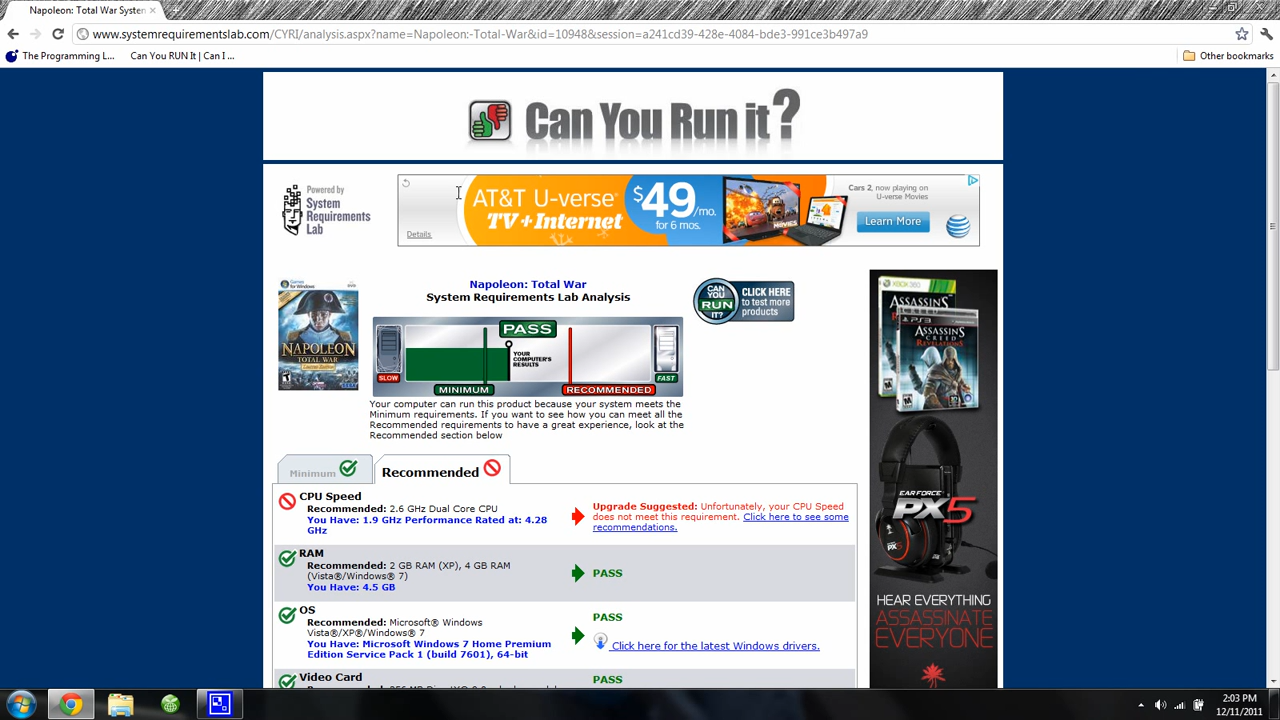 Napoleon: Total War System
www.systemrequirementslab.com/CYRI/analysis.aspx?name=Napoleon:-Total-War&id=10948&session=a241cd39-428e-4084-bde3-991ce3b497a9
The Programming L...
Can You RUN It | Can I ...
Other bookmarks
Can You Run it?
Powered by
System
Requirements
Lab
AT&T U-verse®
TV+Internet
$49/mo.
for 6 mos.
Details
Cars 2, now playing on
U-verse Movies
Learn More
AT&T
Napoleon: Total War
System Requirements Lab Analysis
CAN
YOU
RUN
IT?
CLICK HERE
to test more
products
Games
for Windows
NAPOLEON
TOTAL WAR
SEGA
PASS
YOUR
COMPUTER'S
RESULTS
SLOW
FAST
MINIMUM
RECOMMENDED
Your computer can run this product because your system meets the
Minimum requirements. If you want to see how you can meet all the
Recommended requirements to have a great experience, look at the
Recommended section below
Minimum
Recommended
CPU Speed
Recommended: 2.6 GHz Dual Core CPU
You Have: 1.9 GHz Performance Rated at: 4.28
GHz
Upgrade Suggested: Unfortunately, your CPU Speed
does not meet this requirement. Click here to see some
recommendations.
RAM
Recommended: 2 GB RAM (XP), 4 GB RAM
(Vista®/Windows® 7)
You Have: 4.5 GB
PASS
OS
Recommended: Microsoft® Windows
Vista®/XP®/Windows® 7
You Have: Microsoft Windows 7 Home Premium
Edition Service Pack 1 (build 7601), 64-bit
PASS
Click here for the latest Windows drivers.
Video Card
PASS
XBOX 360
ASSASSIN'S
PS3
ASSASSIN'S
CREED
REVELATIONS
EAR FORCE
PX5
HEAR EVERYTHING
ASSASSINATE
EVERYONE
2:03 PM
12/11/2011